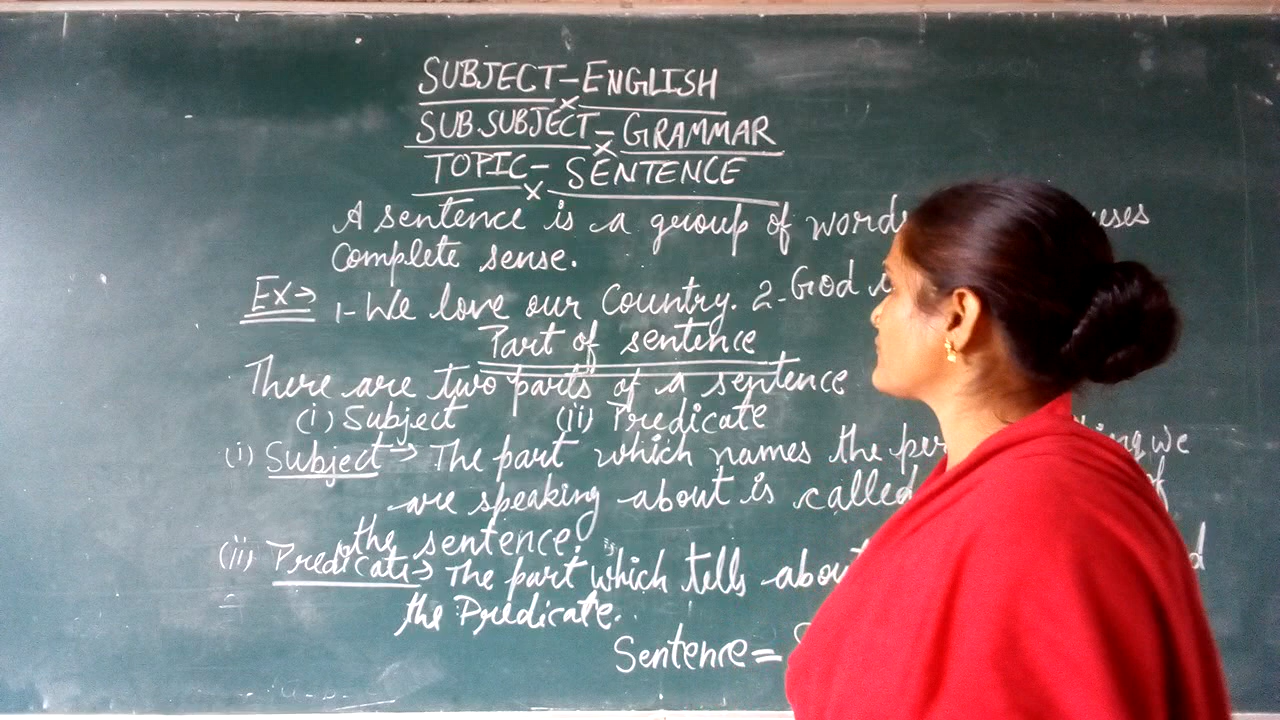 SUBJECT-ENGLISH
SUB.SUBJECT-GRAMMAR
TOPIC-SENTENCE
A sentence is a group of words
Complete sense.
Ex→ 1- We love our Country. 2- God
Part of sentence
There are two parts of a sentence
(i) Subject (ii) Predicate
(i) Subject → The part which names the we
are speaking about is called of
the sentence.
(ii) Predicate → The part which tells about
the Predicate.
Sentence =